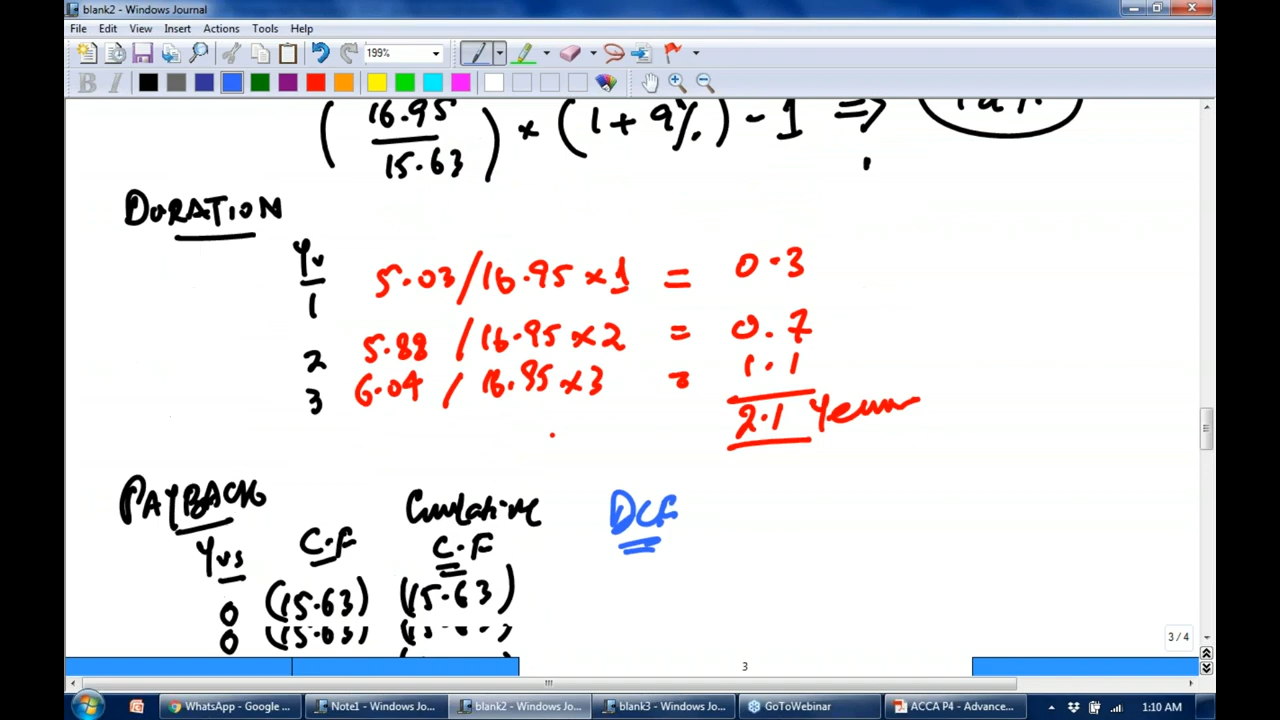 blank2 - Windows Journal
File Edit View Insert Actions Tools Help
199%
B I
(16.95 / 15.63) × (1 + 9%) - 1 ⇒
DURATION
Yr
1 5.03/16.95 × 1 = 0.3
2 5.88 / 16.95 × 2 = 0.7
3 6.04 / 16.95 × 3 = 1.1
2.1 Years
PAYBACK
Yrs C.F Cumulative C.F DCF
0 (15.63) (15.63)
0
3/4
3
WhatsApp - Google ...
Note1 - Windows Jo...
blank2 - Windows Jo...
blank3 - Windows Jo...
GoToWebinar
ACCA P4 - Advance...
1:10 AM